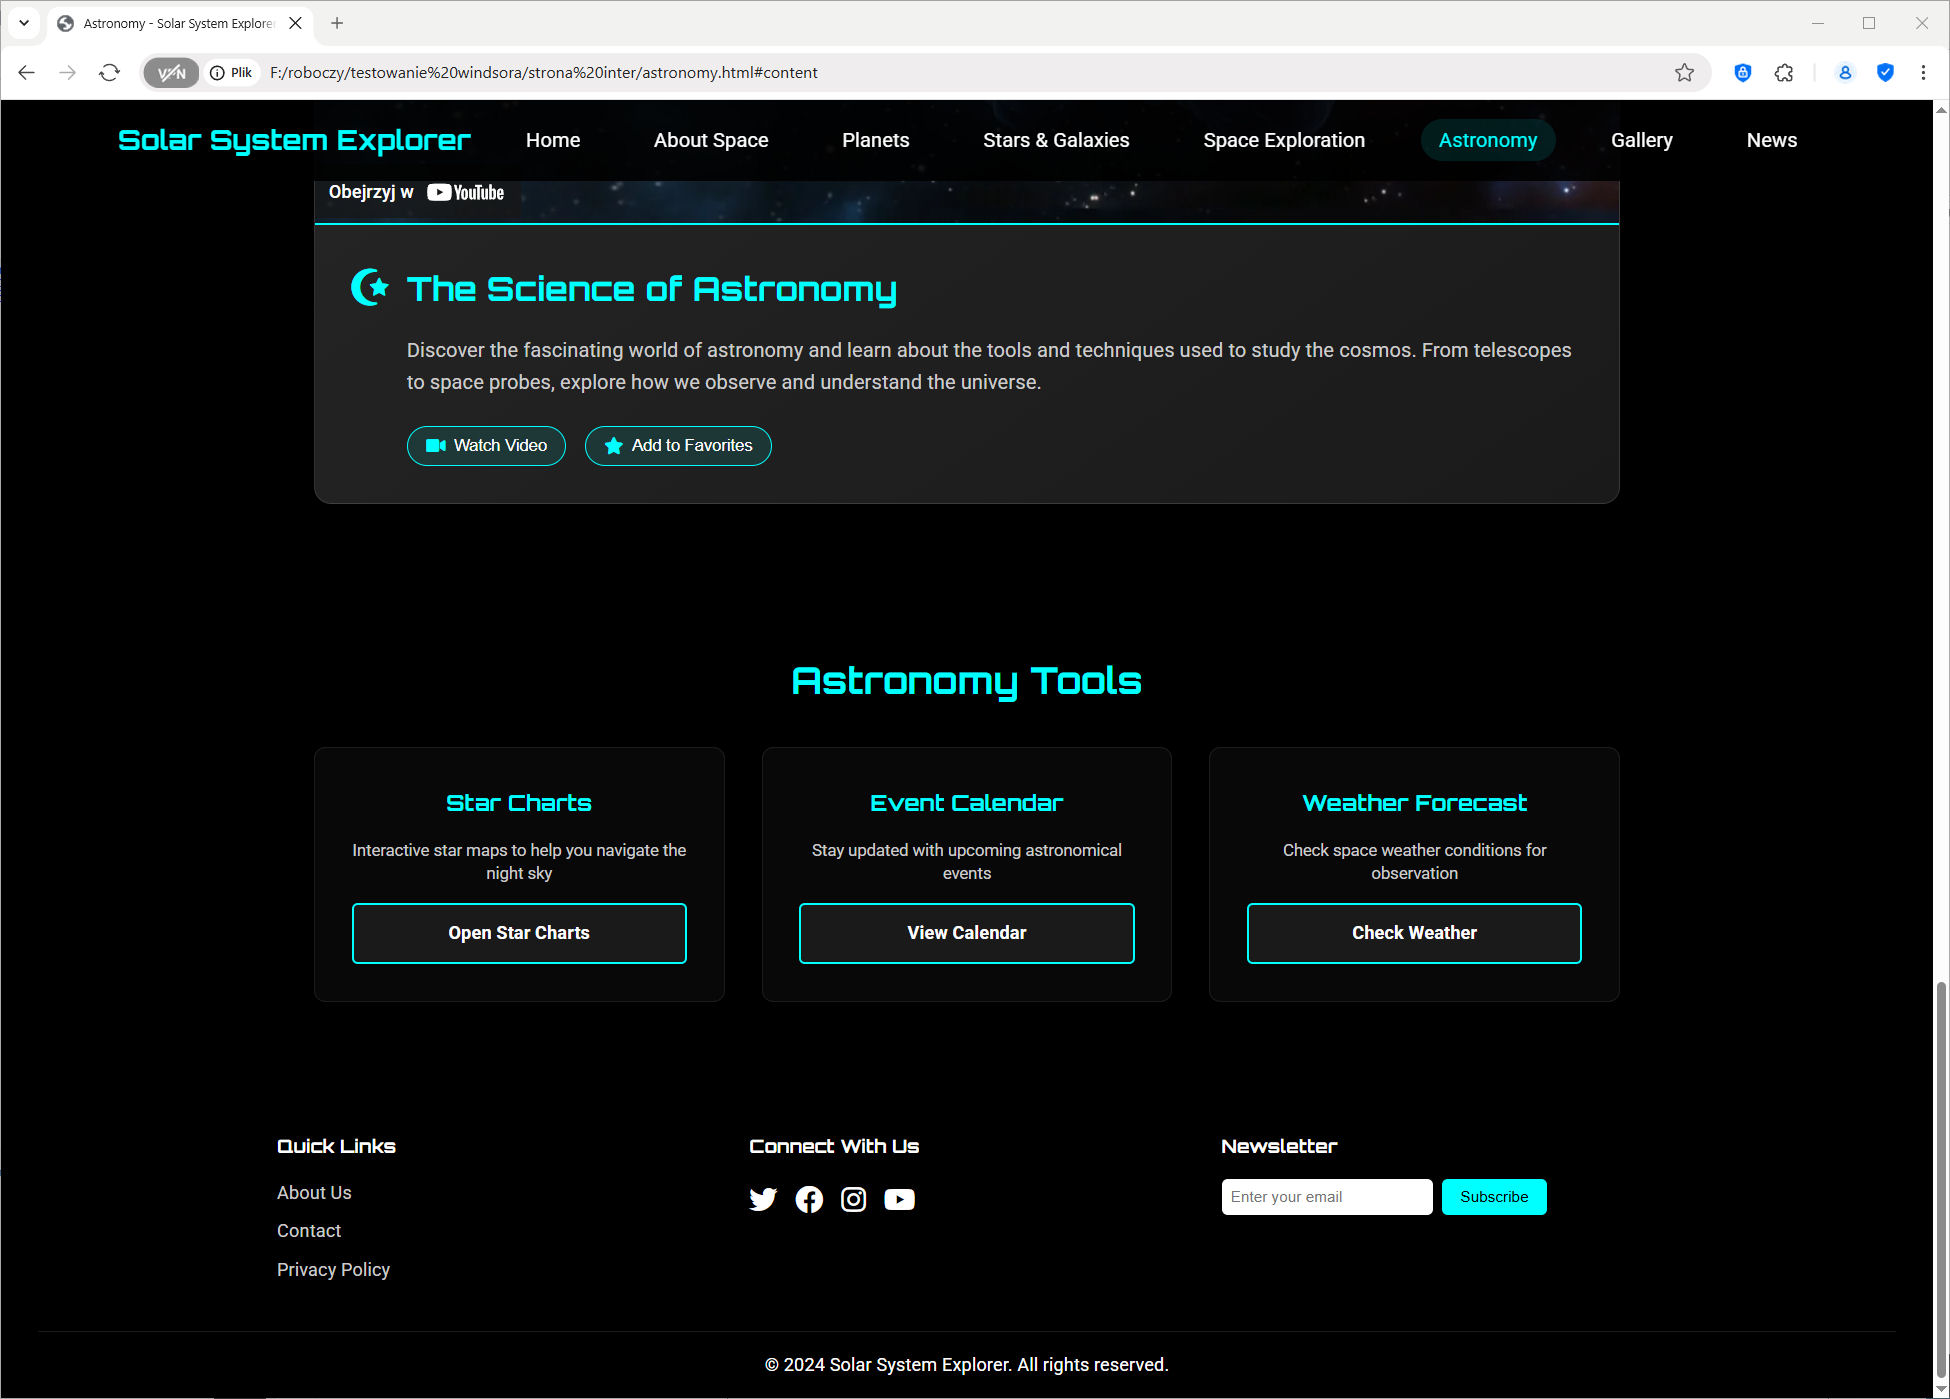 Astronomy - Solar System Explore
VPN
Plik
F:/roboczy/testowanie%20windsora/strona%20inter/astronomy.html#content
Solar System Explorer
Home
About Space
Planets
Stars & Galaxies
Space Exploration
Astronomy
Gallery
News
Obejrzyj w YouTube
The Science of Astronomy
Discover the fascinating world of astronomy and learn about the tools and techniques used to study the cosmos. From telescopes
to space probes, explore how we observe and understand the universe.
Watch Video
Add to Favorites
Astronomy Tools
Star Charts
Interactive star maps to help you navigate the
night sky
Open Star Charts
Event Calendar
Stay updated with upcoming astronomical
events
View Calendar
Weather Forecast
Check space weather conditions for
observation
Check Weather
Quick Links
About Us
Contact
Privacy Policy
Connect With Us
Newsletter
Enter your email
Subscribe
© 2024 Solar System Explorer. All rights reserved.